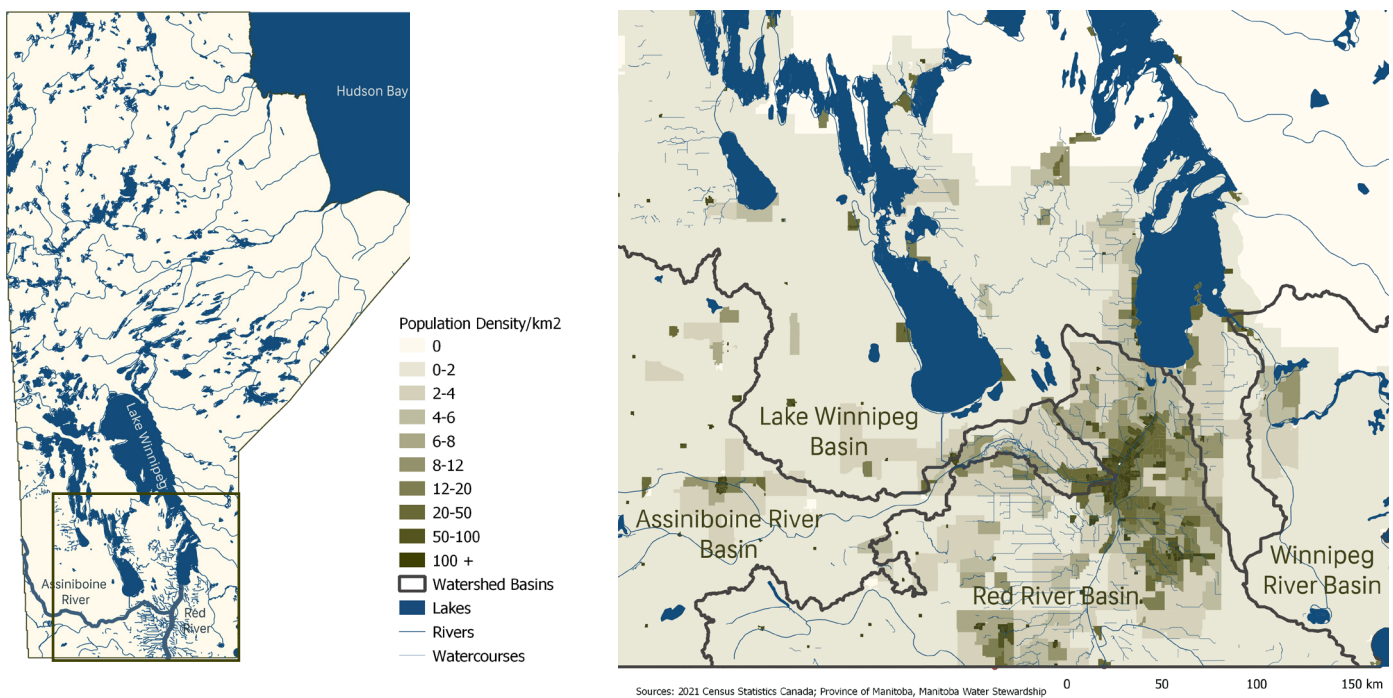 Hudson Bay
Lake Winnipeg
Assiniboine
River
Red
River
Population Density/km2
0
0-2
2-4
4-6
6-8
8-12
12-20
20-50
50-100
100 +
Watershed Basins
Lakes
Rivers
Watercourses
Lake Winnipeg
Basin
Assiniboine River
Basin
Red River Basin
Winnipeg
River Basin
Sources: 2021 Census Statistics Canada; Province of Manitoba, Manitoba Water Stewardship
0 50 100 150 km